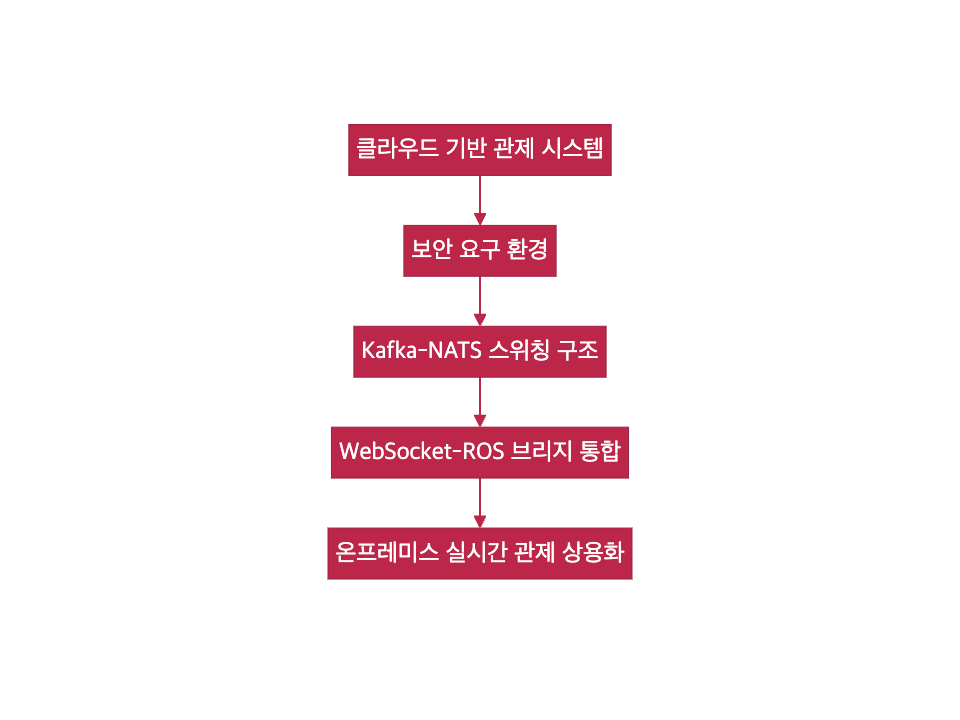 클라우드 기반 관제 시스템
보안 요구 환경
Kafka-NATS 스위칭 구조
WebSocket-ROS 브리지 통합
온프레미스 실시간 관제 상용화